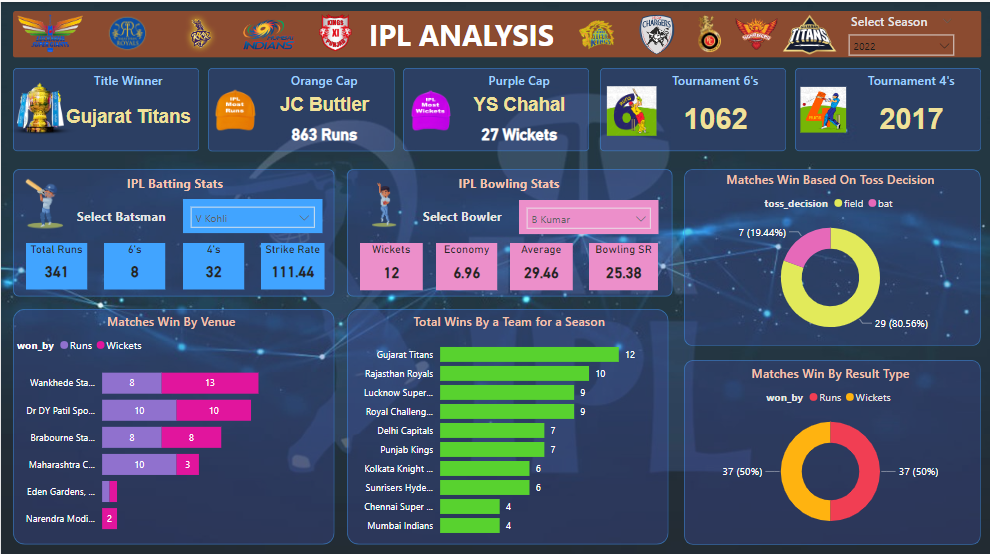 KINGS
XI
MUMBAI
INDIANS
ROYALS
IPL ANALYSIS
CHARGERS
TITANS
Select Season
2022
Title Winner
Gujarat Titans
Orange Cap
IPL
Most
Runs
JC Buttler
863 Runs
Purple Cap
IPL
Most
Wickets
YS Chahal
27 Wickets
Tournament 6's
1062
Tournament 4's
2017
IPL Batting Stats
Select Batsman
V Kohli
Total Runs
341
6's
8
4's
32
Strike Rate
111.44
IPL Bowling Stats
Select Bowler
B Kumar
Wickets
12
Economy
6.96
Average
29.46
Bowling SR
25.38
Matches Win Based On Toss Decision
toss_decision field bat
7 (19.44%)
29 (80.56%)
Matches Win By Venue
won_by Runs Wickets
Wankhede Sta... 8 13
Dr DY Patil Spo... 10 10
Brabourne Sta... 8 8
Maharashtra C... 10 3
Eden Gardens, ...
Narendra Modi... 2
Total Wins By a Team for a Season
Gujarat Titans 12
Rajasthan Royals 10
Lucknow Super... 9
Royal Challeng... 9
Delhi Capitals 7
Punjab Kings 7
Kolkata Knight ... 6
Sunrisers Hyde... 6
Chennai Super ... 4
Mumbai Indians 4
Matches Win By Result Type
won_by Runs Wickets
37 (50%)
37 (50%)
IPL